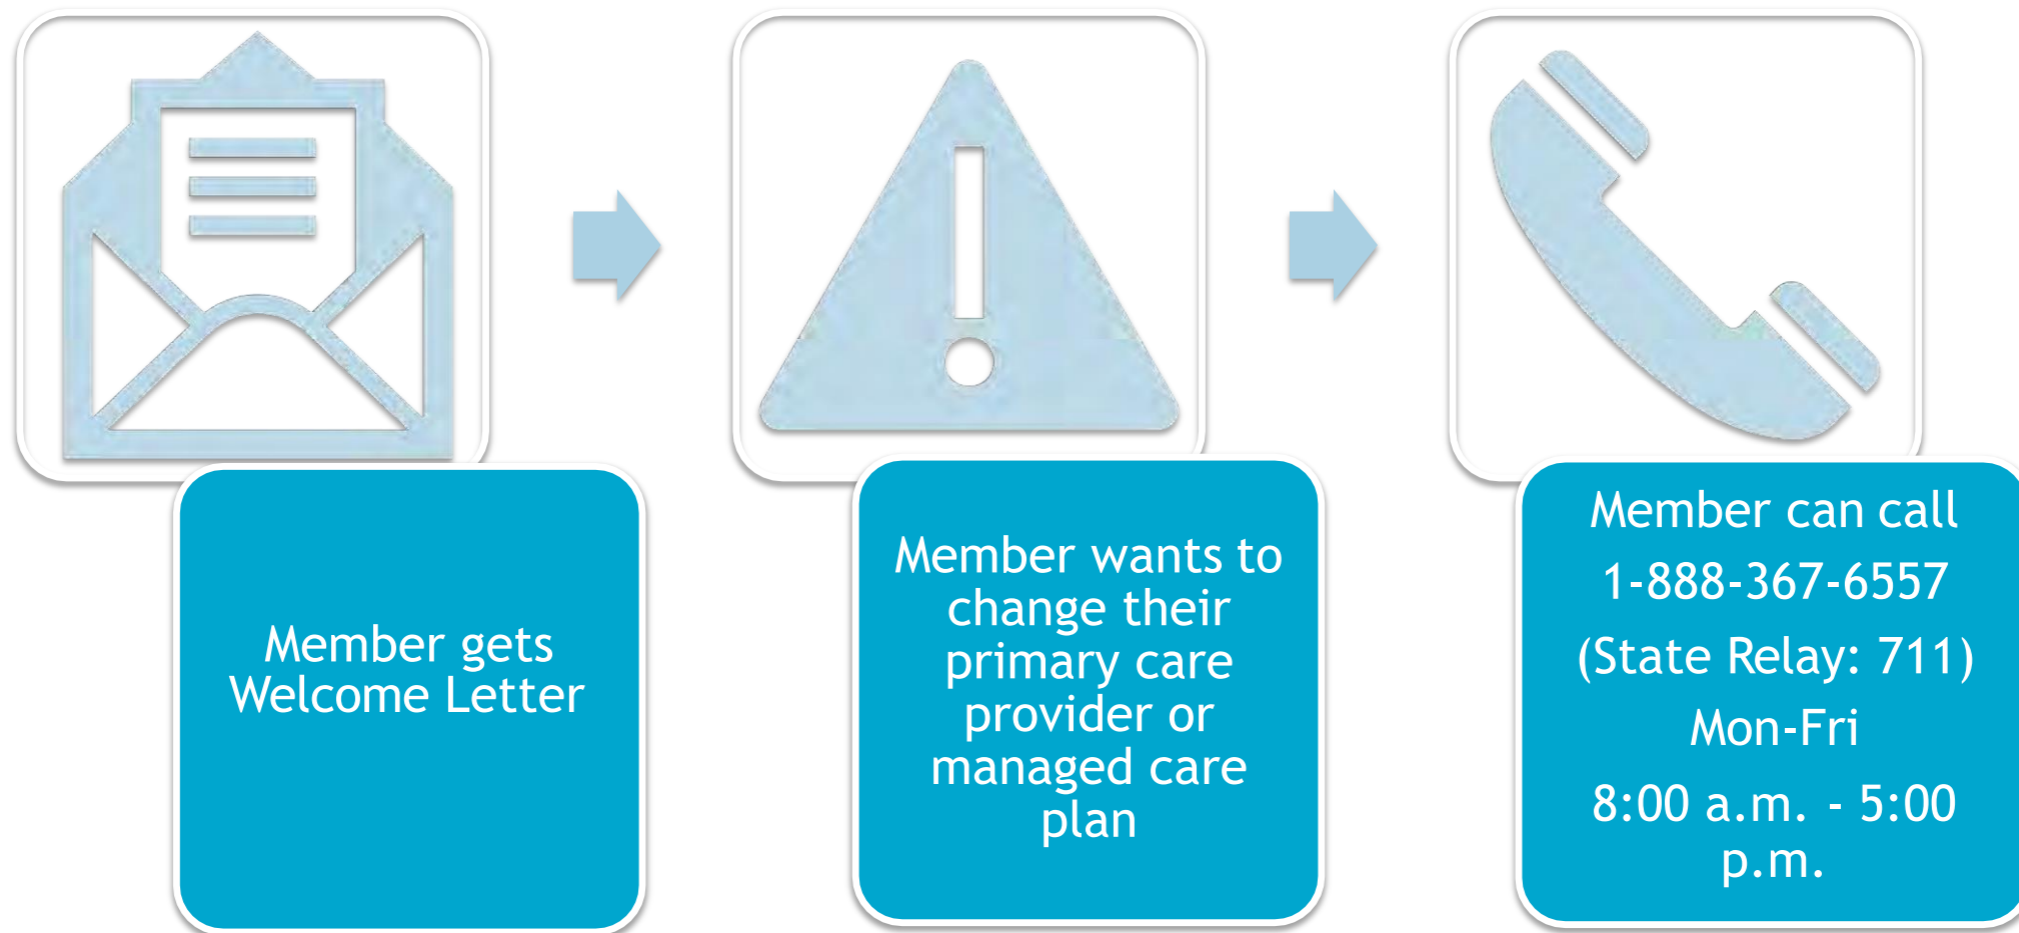 Member gets
Welcome Letter
Member wants to
change their
primary care
provider or
managed care
plan
Member can call
1-888-367-6557
(State Relay: 711)
Mon-Fri
8:00 a.m. - 5:00
p.m.